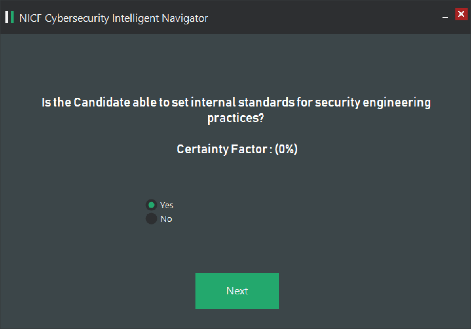 NICF Cybersecurity Intelligent Navigator
Is the Candidate able to set internal standards for security engineering
practices?
Certainty Factor : (0%)
Yes
No
Next